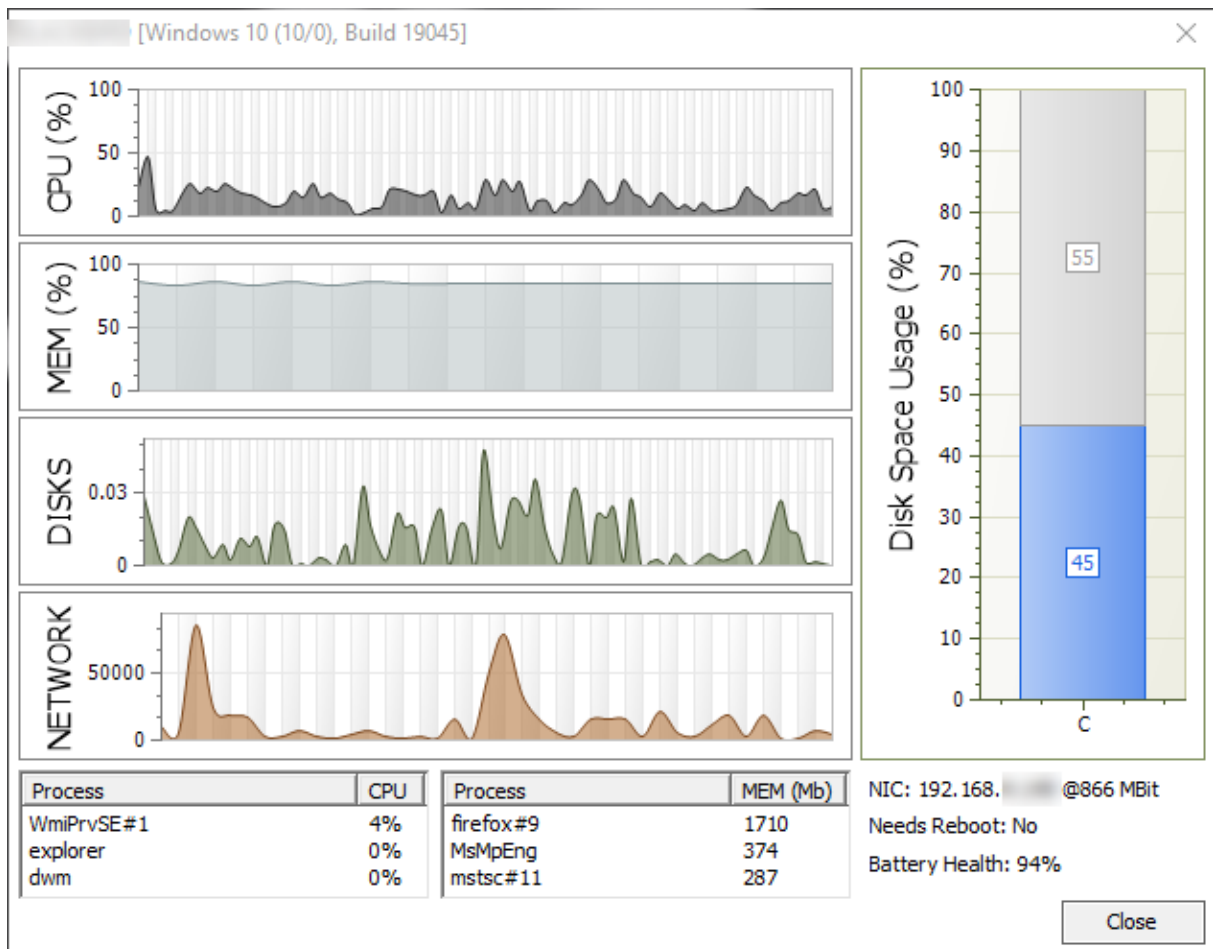 [Windows 10 (10/0), Build 19045]
CPU (%)
100
50
0
MEM (%)
100
50
0
DISKS
0.03
0
NETWORK
50000
0
Disk Space Usage (%)
100
90
80
70
60
50
40
30
20
10
0
55
45
C
Process CPU
WmiPrvSE#1 4%
explorer 0%
dwm 0%
Process MEM (Mb)
firefox#9 1710
MsMpEng 374
mstsc#11 287
NIC: 192.168. @866 MBit
Needs Reboot: No
Battery Health: 94%
Close